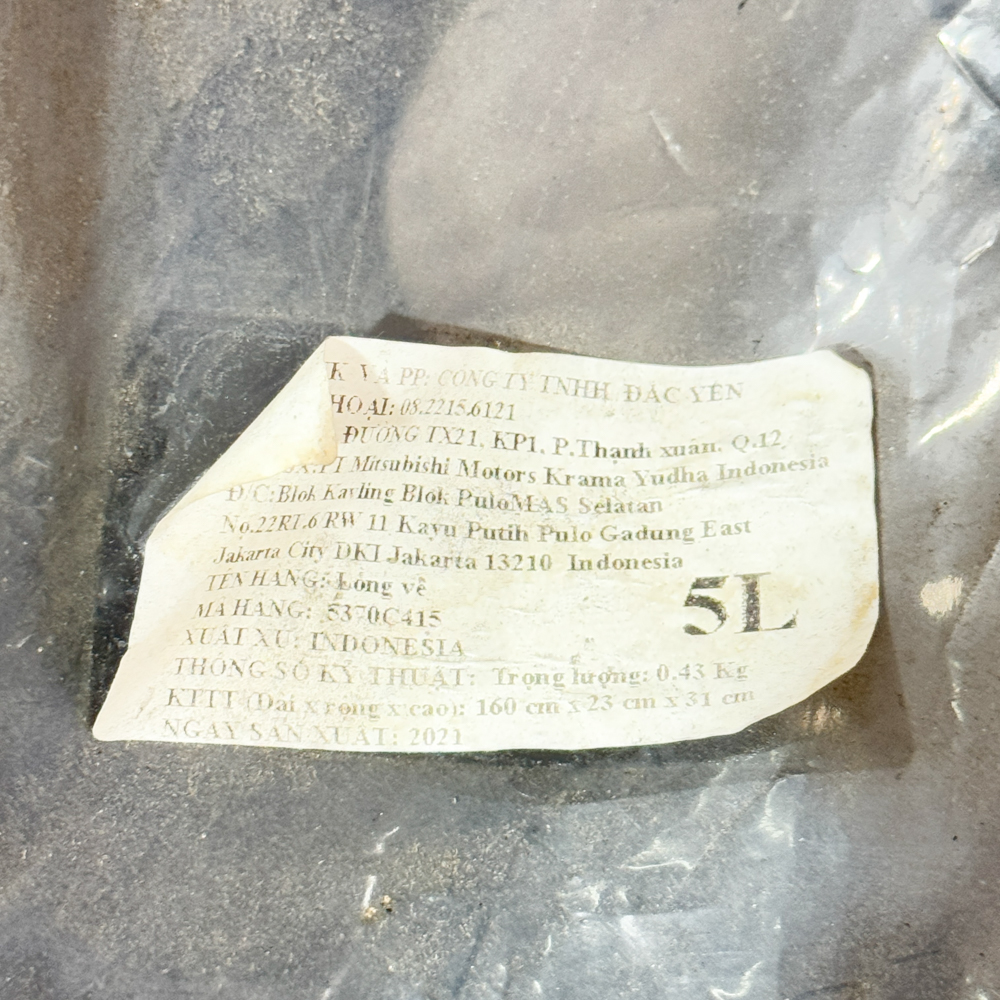 VÀ PP: CÔNG TY TNHH ĐẮC YẾN
HOẠI: 08.2215.6121
ĐƯỜNG TX21, KP1, P.Thạnh xuân, Q.12
SX: PT Mitsubishi Motors Krama Yudha Indonesia
Đ/C: Blok Kavling Blok PuloMAS Selatan
No.22RT.6 RW 11 Kayu Putih Pulo Gadung East
Jakarta City DKI Jakarta 13210 Indonesia
TÊN HÀNG: Lòng vè
MÃ HÀNG: 5370C415
5L
XUẤT XỨ: INDONESIA
THÔNG SỐ KỸ THUẬT: Trọng lượng: 0.43 Kg
KTTT (Dài x rộng x cao): 160 cm x 23 cm x 31 cm
NGÀY SẢN XUẤT: 2021